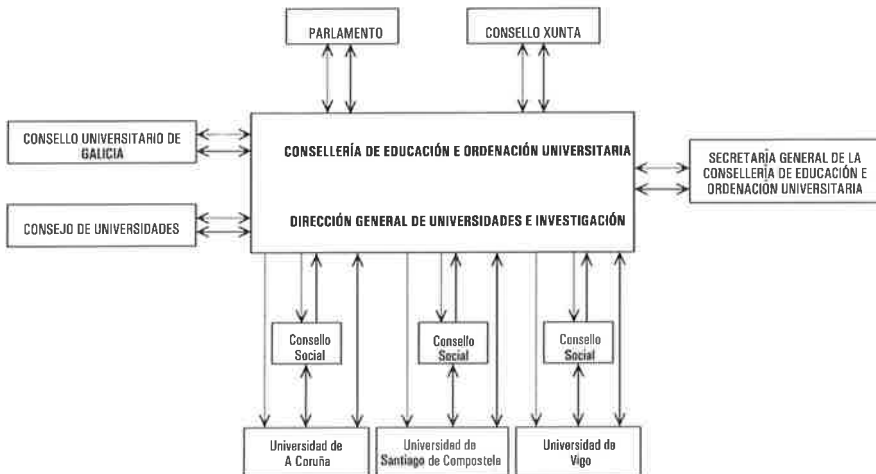 PARLAMENTO
CONSELLO XUNTA
CONSELLO UNIVERSITARIO DE
GALICIA
CONSELLERÍA DE EDUCACIÓN E ORDENACIÓN UNIVERSITARIA
SECRETARÍA GENERAL DE LA
CONSELLERÍA DE EDUCACIÓN E
ORDENACIÓN UNIVERSITARIA
CONSEJO DE UNIVERSIDADES
DIRECCIÓN GENERAL DE UNIVERSIDADES E INVESTIGACIÓN
Consello
Social
Consello
Social
Consello
Social
Universidad de
A Coruña
Universidad de
Santiago de Compostela
Universidad de
Vigo